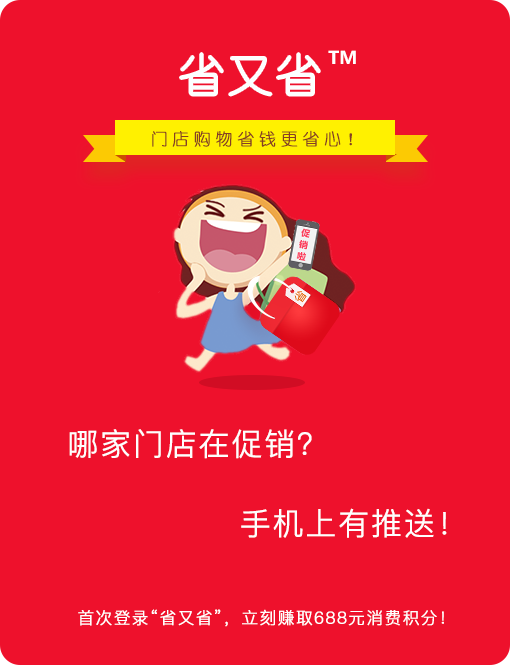 省又省™
门店购物省钱更省心！
促
销
啦
哪家门店在促销？
手机上有推送！
首次登录“省又省”，立刻赚取688元消费积分！